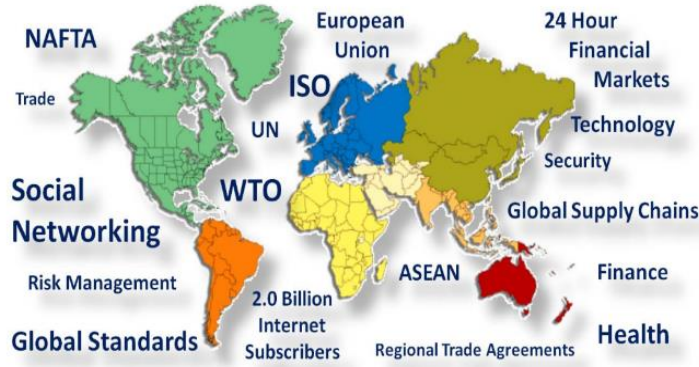 NAFTA
European
Union
24 Hour
Financial
Markets
ISO
Trade
UN
Technology
Security
Social
Networking
WTO
Global Supply Chains
Risk Management
2.0 Billion
Internet
Subscribers
ASEAN
Finance
Global Standards
Regional Trade Agreements
Health